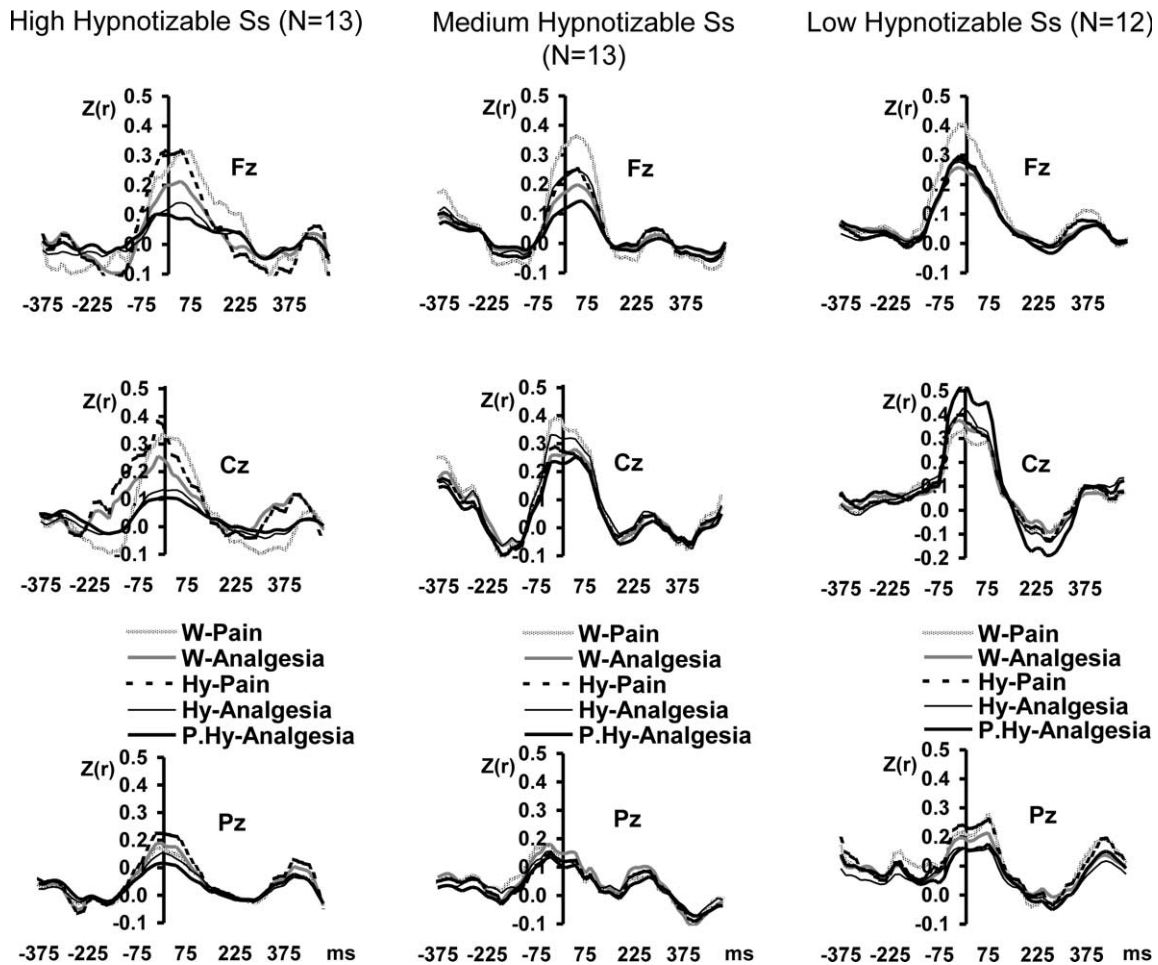 High Hypnotizable Ss (N=13)
Medium Hypnotizable Ss
(N=13)
Low Hypnotizable Ss (N=12)
Z(r)
0.5
0.4
0.3
0.2
0.1
0.0
-0.1
Fz
-375 -225 -75 75 225 375
Z(r)
0.5
0.4
0.3
0.2
0.1
0.0
-0.1
Fz
-375 -225 -75 75 225 375
Z(r)
0.5
0.4
0.3
0.2
0.1
0.0
-0.1
Fz
-375 -225 -75 75 225 375
Z(r)
0.5
0.4
0.3
0.2
0.1
0.0
-0.1
Cz
-375 -225 -75 75 225 375
Z(r)
0.5
0.4
0.3
0.2
0.1
0.0
-0.1
Cz
-375 -225 -75 75 225 375
Z(r)
0.5
0.4
0.3
0.2
0.1
0.0
-0.1
-0.2
Cz
-375 -225 -75 75 225 375
W-Pain
W-Analgesia
Hy-Pain
Hy-Analgesia
P.Hy-Analgesia
W-Pain
W-Analgesia
Hy-Pain
Hy-Analgesia
P.Hy-Analgesia
W-Pain
W-Analgesia
Hy-Pain
Hy-Analgesia
P.Hy-Analgesia
Z(r)
0.5
0.4
0.3
0.2
0.1
0.0
-0.1
Pz
-375 -225 -75 75 225 375 ms
Z(r)
0.5
0.4
0.3
0.2
0.1
0.0
-0.1
Pz
-375 -225 -75 75 225 375 ms
Z(r)
0.5
0.4
0.3
0.2
0.1
0.0
-0.1
Pz
-375 -225 -75 75 225 375 ms